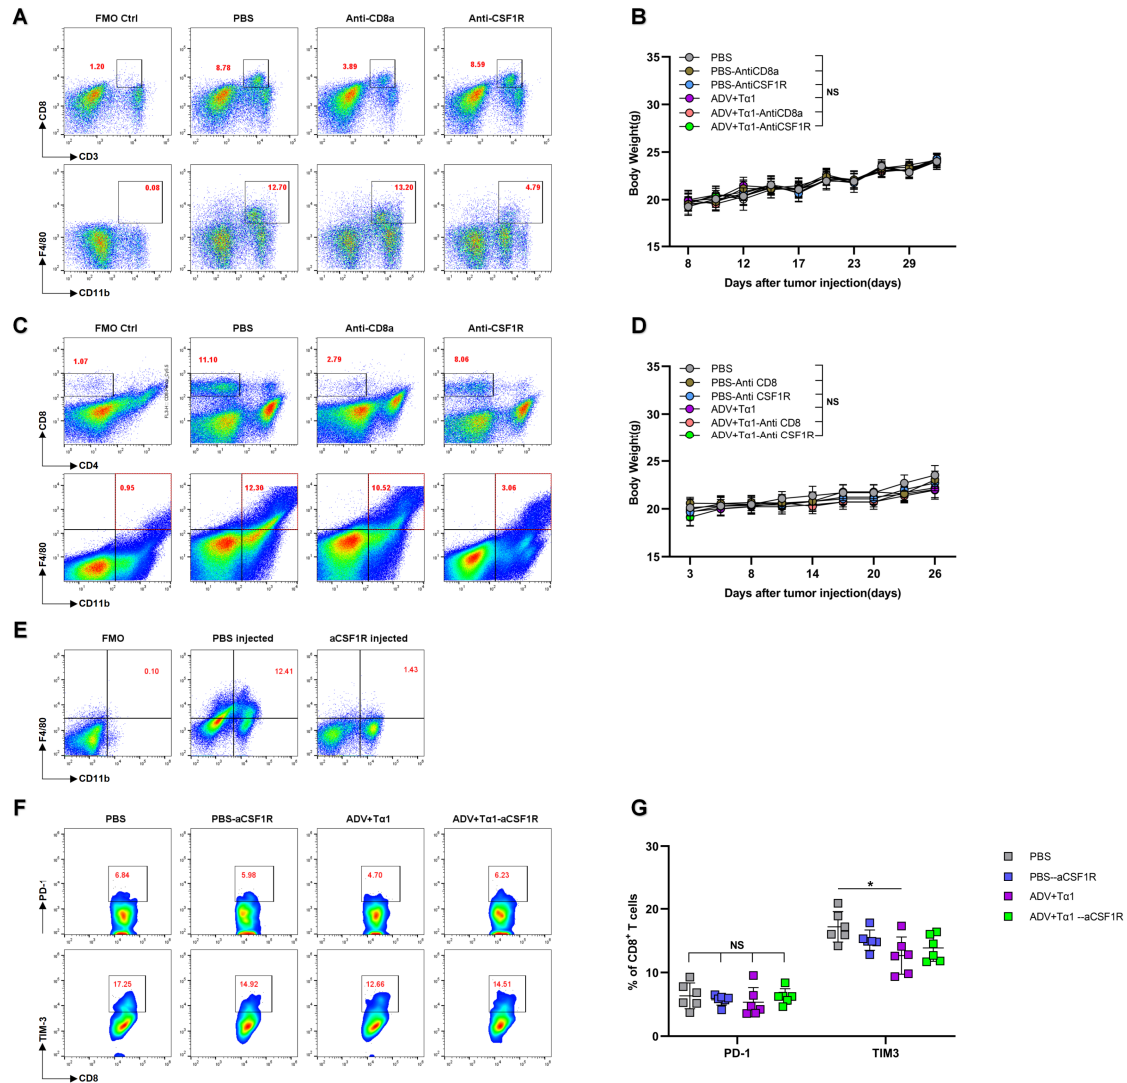 A
FMO Ctrl
PBS
Anti-CD8a
Anti-CSF1R
1.20
8.78
3.89
8.59
CD8
CD3
0.08
12.70
13.20
4.79
F4/80
CD11b
B
PBS
PBS-AntiCD8a
PBS-AntiCSF1R
ADV+Tα1
ADV+Tα1-AntiCD8a
ADV+Tα1-AntiCSF1R
NS
Body Weight(g)
35
30
25
20
15
8 12 17 23 29
Days after tumor injection(days)
C
FMO Ctrl
PBS
Anti-CD8a
Anti-CSF1R
1.07
11.10
2.79
8.06
CD8
CD4
0.95
12.30
10.52
3.06
F4/80
CD11b
D
PBS
PBS-Anti CD8
PBS-Anti CSF1R
ADV+Tα1
ADV+Tα1-Anti CD8
ADV+Tα1-Anti CSF1R
NS
Body Weight(g)
35
30
25
20
15
3 8 14 20 26
Days after tumor injection(days)
E
FMO
PBS injected
aCSF1R injected
0.10
12.41
1.43
F4/80
CD11b
F
PBS
PBS-aCSF1R
ADV+Tα1
ADV+Tα1-aCSF1R
6.84
5.98
4.70
6.23
PD-1
17.25
14.92
12.66
14.51
TIM-3
CD8
G
% of CD8+ T cells
30
20
10
0
NS
*
PD-1
TIM3
PBS
PBS--aCSF1R
ADV+Tα1
ADV+Tα1 --aCSF1R